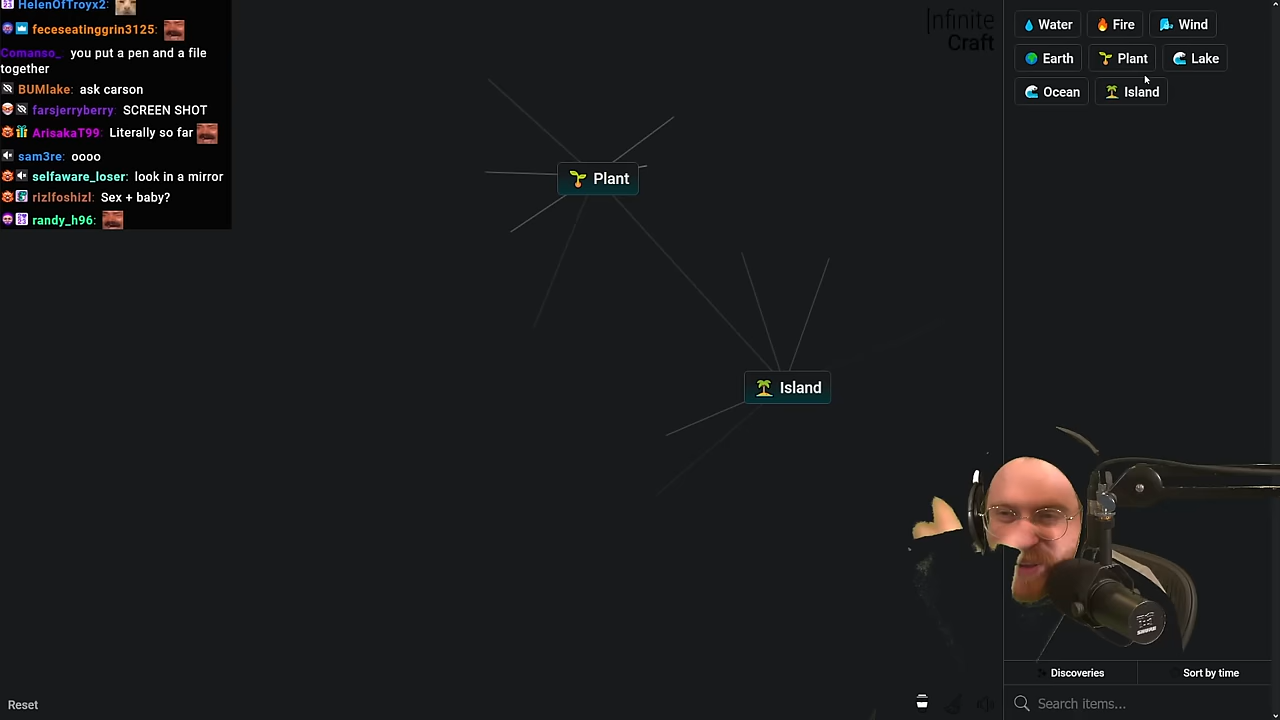 HelenOfTroyx2:
feceseatinggrin3125:
Comanso_ you put a pen and a file
together
BUMlake: ask carson
farsjerryberry: SCREEN SHOT
ArisakaT99: Literally so far
sam3re: oooo
selfaware_loser: look in a mirror
rizlfoshizl: Sex + baby?
randy_h96:
Infinite
Craft
Water
Fire
Wind
Earth
Plant
Lake
Ocean
Island
Plant
Island
SHURE
Discoveries
Sort by time
Search items...
Reset